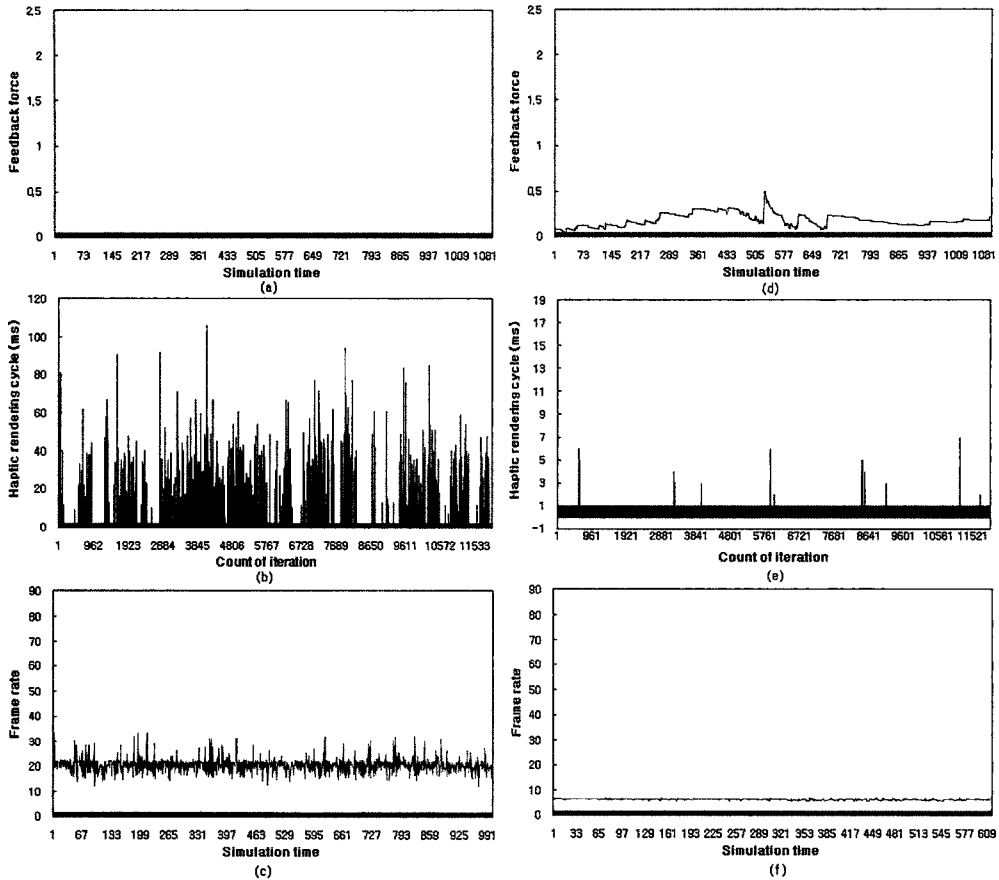 2.5
2
1.5
1
0.5
0
Feedback force
1 73 145 217 289 361 433 505 577 649 721 793 865 937 1009 1081
Simulation time
(a)
2.5
2
1.5
1
0.5
0
Feedback force
1 73 145 217 289 361 433 505 577 649 721 793 865 937 1009 1081
Simulation time
(d)
120
100
80
60
40
20
0
Haptic rendering cycle (ms)
1 962 1923 2884 3845 4806 5767 6728 7689 8650 9611 10572 11533
Count of iteration
(b)
19
17
15
13
11
9
7
5
3
1
-1
Haptic rendering cycle (ms)
1 961 1921 2881 3841 4801 5761 6721 7681 8641 9601 10561 11521
Count of iteration
(e)
90
80
70
60
50
40
30
20
10
0
Frame rate
1 67 133 199 265 331 397 463 529 595 661 727 793 859 925 991
Simulation time
(c)
90
80
70
60
50
40
30
20
10
0
Frame rate
1 33 65 97 129 161 193 225 257 289 321 353 385 417 449 481 513 545 577 609
Simulation time
(f)